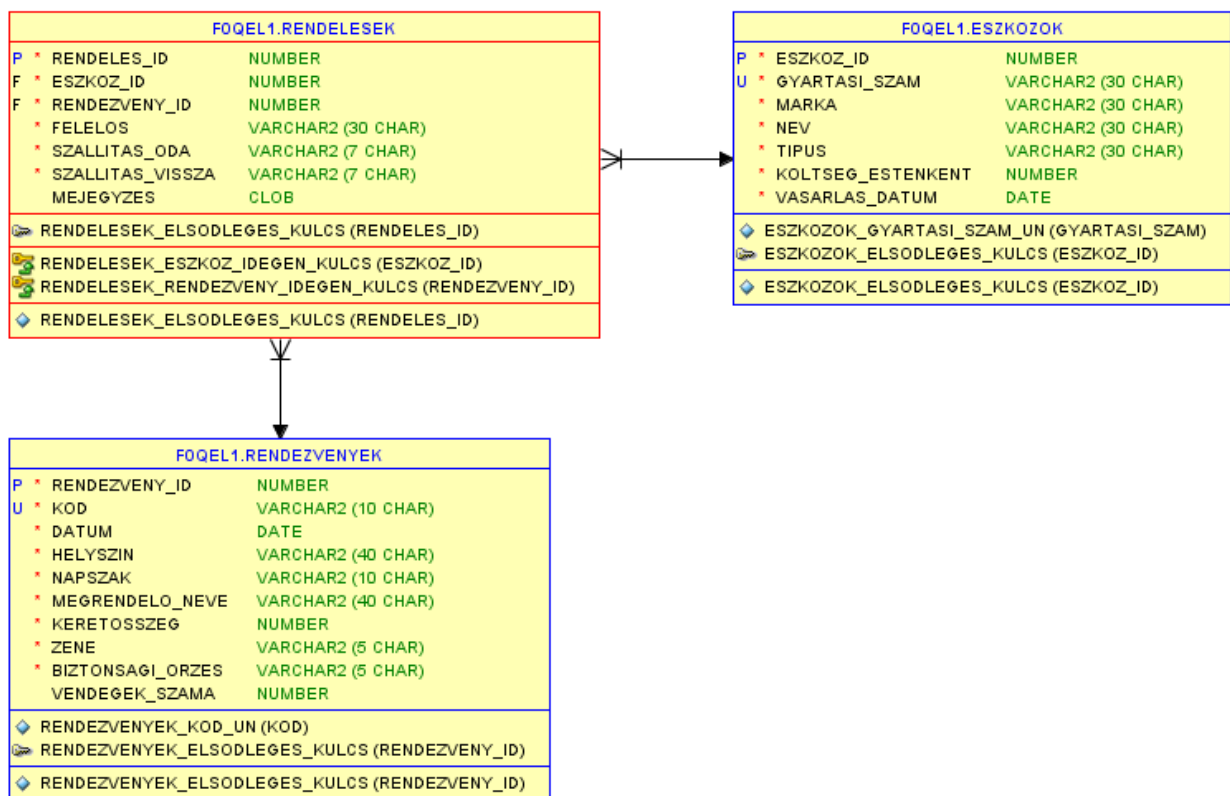 F0QEL1.RENDELESEK
P * RENDELES_ID NUMBER
F * ESZKOZ_ID NUMBER
F * RENDEZVENY_ID NUMBER
* FELELOS VARCHAR2 (30 CHAR)
* SZALLITAS_ODA VARCHAR2 (7 CHAR)
* SZALLITAS_VISSZA VARCHAR2 (7 CHAR)
MEJEGYZES CLOB
RENDELESEK_ELSODLEGES_KULCS (RENDELES_ID)
RENDELESEK_ESZKOZ_IDEGEN_KULCS (ESZKOZ_ID)
RENDELESEK_RENDEZVENY_IDEGEN_KULCS (RENDEZVENY_ID)
RENDELESEK_ELSODLEGES_KULCS (RENDELES_ID)
F0QEL1.ESZKOZOK
P * ESZKOZ_ID NUMBER
U * GYARTASI_SZAM VARCHAR2 (30 CHAR)
* MARKA VARCHAR2 (30 CHAR)
* NEV VARCHAR2 (30 CHAR)
* TIPUS VARCHAR2 (30 CHAR)
* KOLTSEG_ESTENKENT NUMBER
* VASARLAS_DATUM DATE
ESZKOZOK_GYARTASI_SZAM_UN (GYARTASI_SZAM)
ESZKOZOK_ELSODLEGES_KULCS (ESZKOZ_ID)
ESZKOZOK_ELSODLEGES_KULCS (ESZKOZ_ID)
F0QEL1.RENDEZVENYEK
P * RENDEZVENY_ID NUMBER
U * KOD VARCHAR2 (10 CHAR)
* DATUM DATE
* HELYSZIN VARCHAR2 (40 CHAR)
* NAPSZAK VARCHAR2 (10 CHAR)
* MEGRENDELO_NEVE VARCHAR2 (40 CHAR)
* KERETOSSZEG NUMBER
* ZENE VARCHAR2 (5 CHAR)
* BIZTONSAGI_ORZES VARCHAR2 (5 CHAR)
VENDEGEK_SZAMA NUMBER
RENDEZVENYEK_KOD_UN (KOD)
RENDEZVENYEK_ELSODLEGES_KULCS (RENDEZVENY_ID)
RENDEZVENYEK_ELSODLEGES_KULCS (RENDEZVENY_ID)